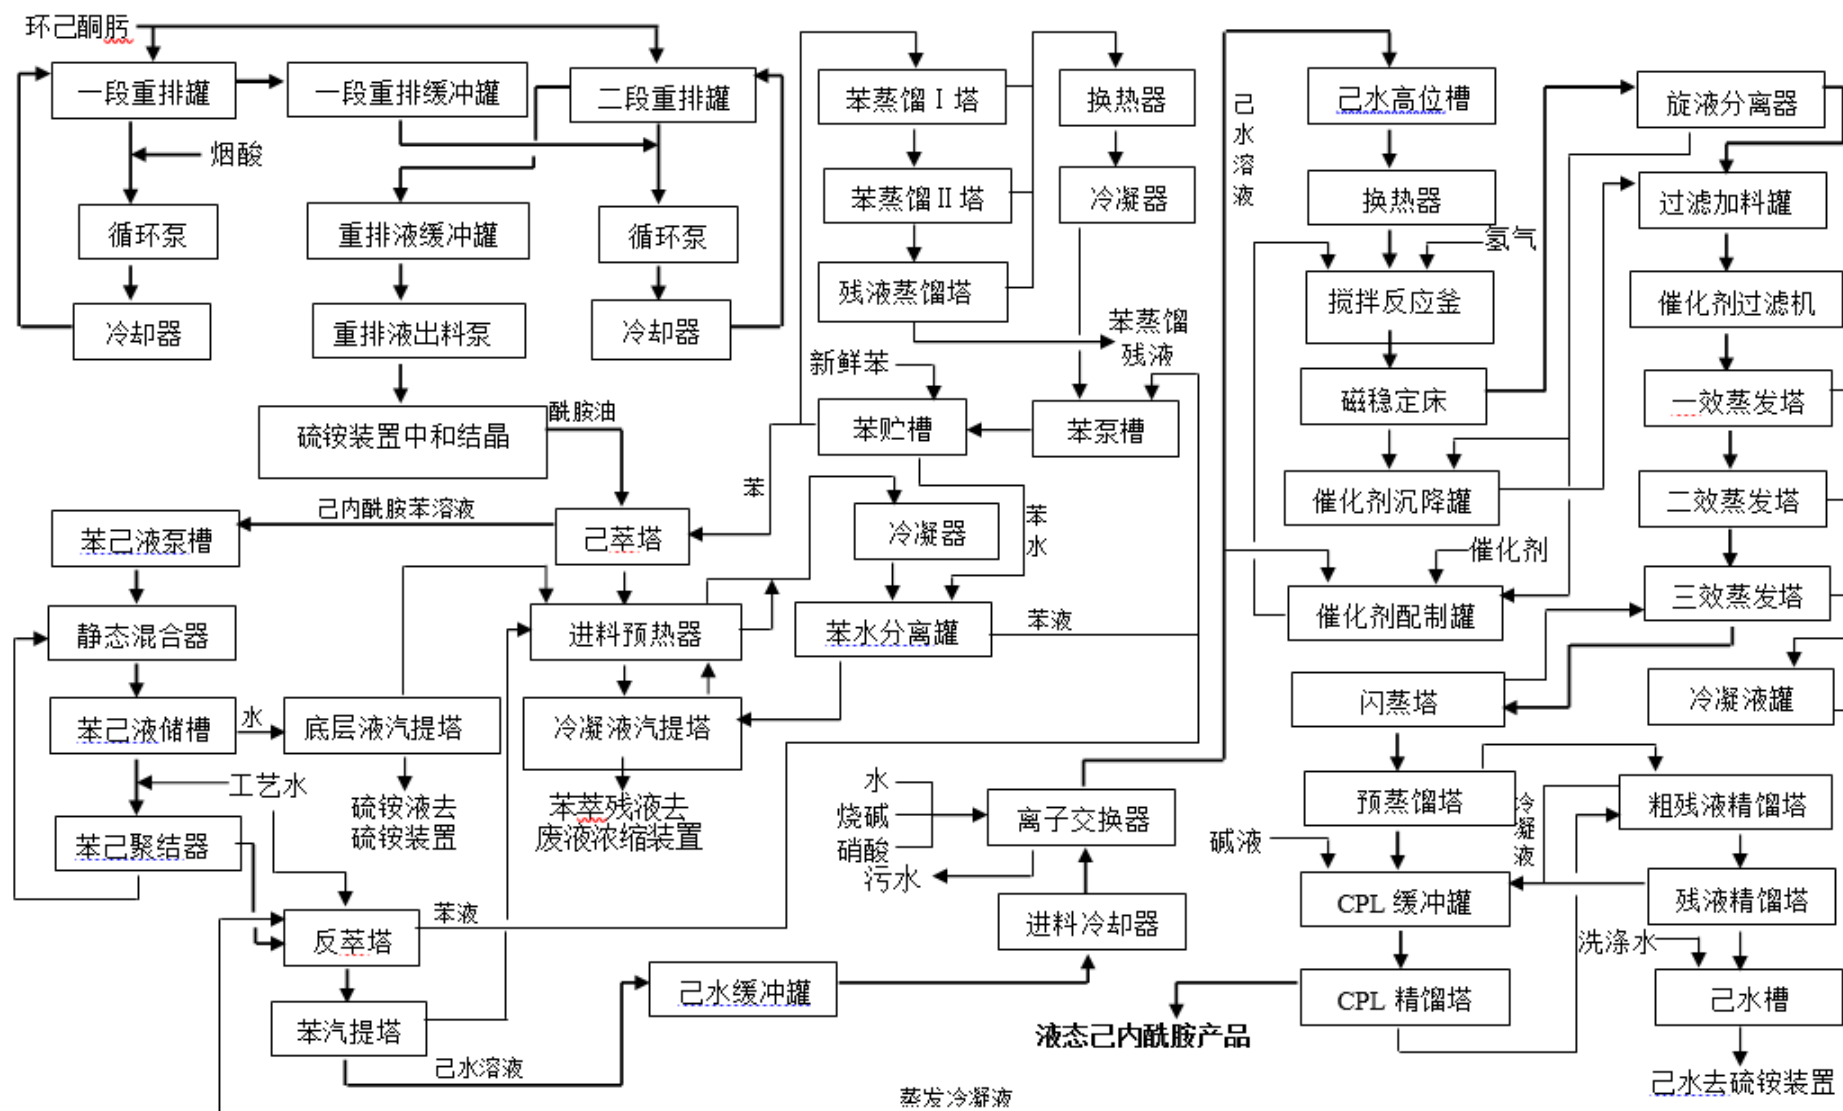 环己酮肟
一段重排罐
一段重排缓冲罐
二段重排罐
烟酸
循环泵
重排液缓冲罐
循环泵
冷却器
重排液出料泵
冷却器
硫铵装置中和结晶
酰胺油
己内酰胺苯溶液
苯己液泵槽
己萃塔
苯
静态混合器
进料预热器
苯己液储槽
水
底层液汽提塔
冷凝液汽提塔
工艺水
硫铵液去
硫铵装置
苯萃残液去
废液浓缩装置
苯己聚结器
反萃塔
苯液
苯汽提塔
己水溶液
己水缓冲罐
苯蒸馏Ⅰ塔
换热器
苯蒸馏Ⅱ塔
冷凝器
残液蒸馏塔
苯蒸馏
残液
新鲜苯
苯贮槽
苯泵槽
冷凝器
苯水
苯水分离罐
苯液
水
烧碱
硝酸
离子交换器
污水
进料冷却器
己水溶液
己水高位槽
换热器
氢气
搅拌反应釜
磁稳定床
催化剂沉降罐
催化剂
催化剂配制罐
闪蒸塔
预蒸馏塔
冷凝液
碱液
CPL 缓冲罐
CPL 精馏塔
液态己内酰胺产品
旋液分离器
过滤加料罐
催化剂过滤机
一效蒸发塔
二效蒸发塔
三效蒸发塔
冷凝液罐
粗残液精馏塔
残液精馏塔
洗涤水
己水槽
己水去硫铵装置
蒸发冷凝液